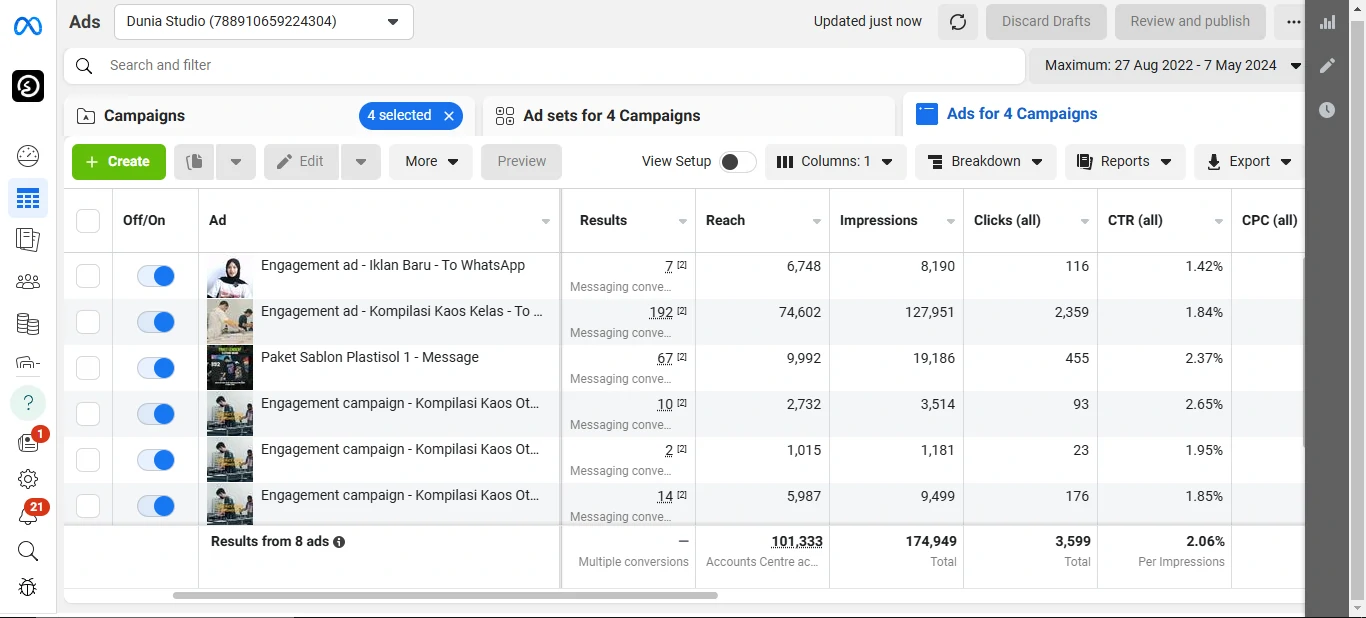 Ads
Dunia Studio (788910659224304)
Updated just now
Discard Drafts
Review and publish
Search and filter
Maximum: 27 Aug 2022 - 7 May 2024
Campaigns
4 selected
Ad sets for 4 Campaigns
Ads for 4 Campaigns
+ Create
Edit
More
Preview
View Setup
Columns: 1
Breakdown
Reports
Export
Off/On
Ad
Results
Reach
Impressions
Clicks (all)
CTR (all)
CPC (all)
Engagement ad - Iklan Baru - To WhatsApp
7 [2]
Messaging conve...
6,748
8,190
116
1.42%
Engagement ad - Kompilasi Kaos Kelas - To ...
192 [2]
Messaging conve...
74,602
127,951
2,359
1.84%
Paket Sablon Plastisol 1 - Message
67 [2]
Messaging conve...
9,992
19,186
455
2.37%
Engagement campaign - Kompilasi Kaos Ot...
10 [2]
Messaging conve...
2,732
3,514
93
2.65%
Engagement campaign - Kompilasi Kaos Ot...
2 [2]
Messaging conve...
1,015
1,181
23
1.95%
Engagement campaign - Kompilasi Kaos Ot...
14 [2]
Messaging conve...
5,987
9,499
176
1.85%
Results from 8 ads
—
Multiple conversions
101,333
Accounts Centre ac...
174,949
Total
3,599
Total
2.06%
Per Impressions
?
1
21